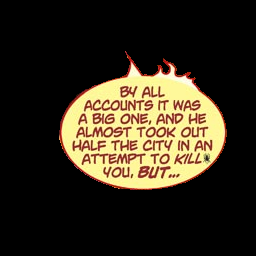 BY ALL
ACCOUNTS IT WAS
A BIG ONE, AND HE
ALMOST TOOK OUT
HALF THE CITY IN AN
ATTEMPT TO KILL
YOU, BUT...